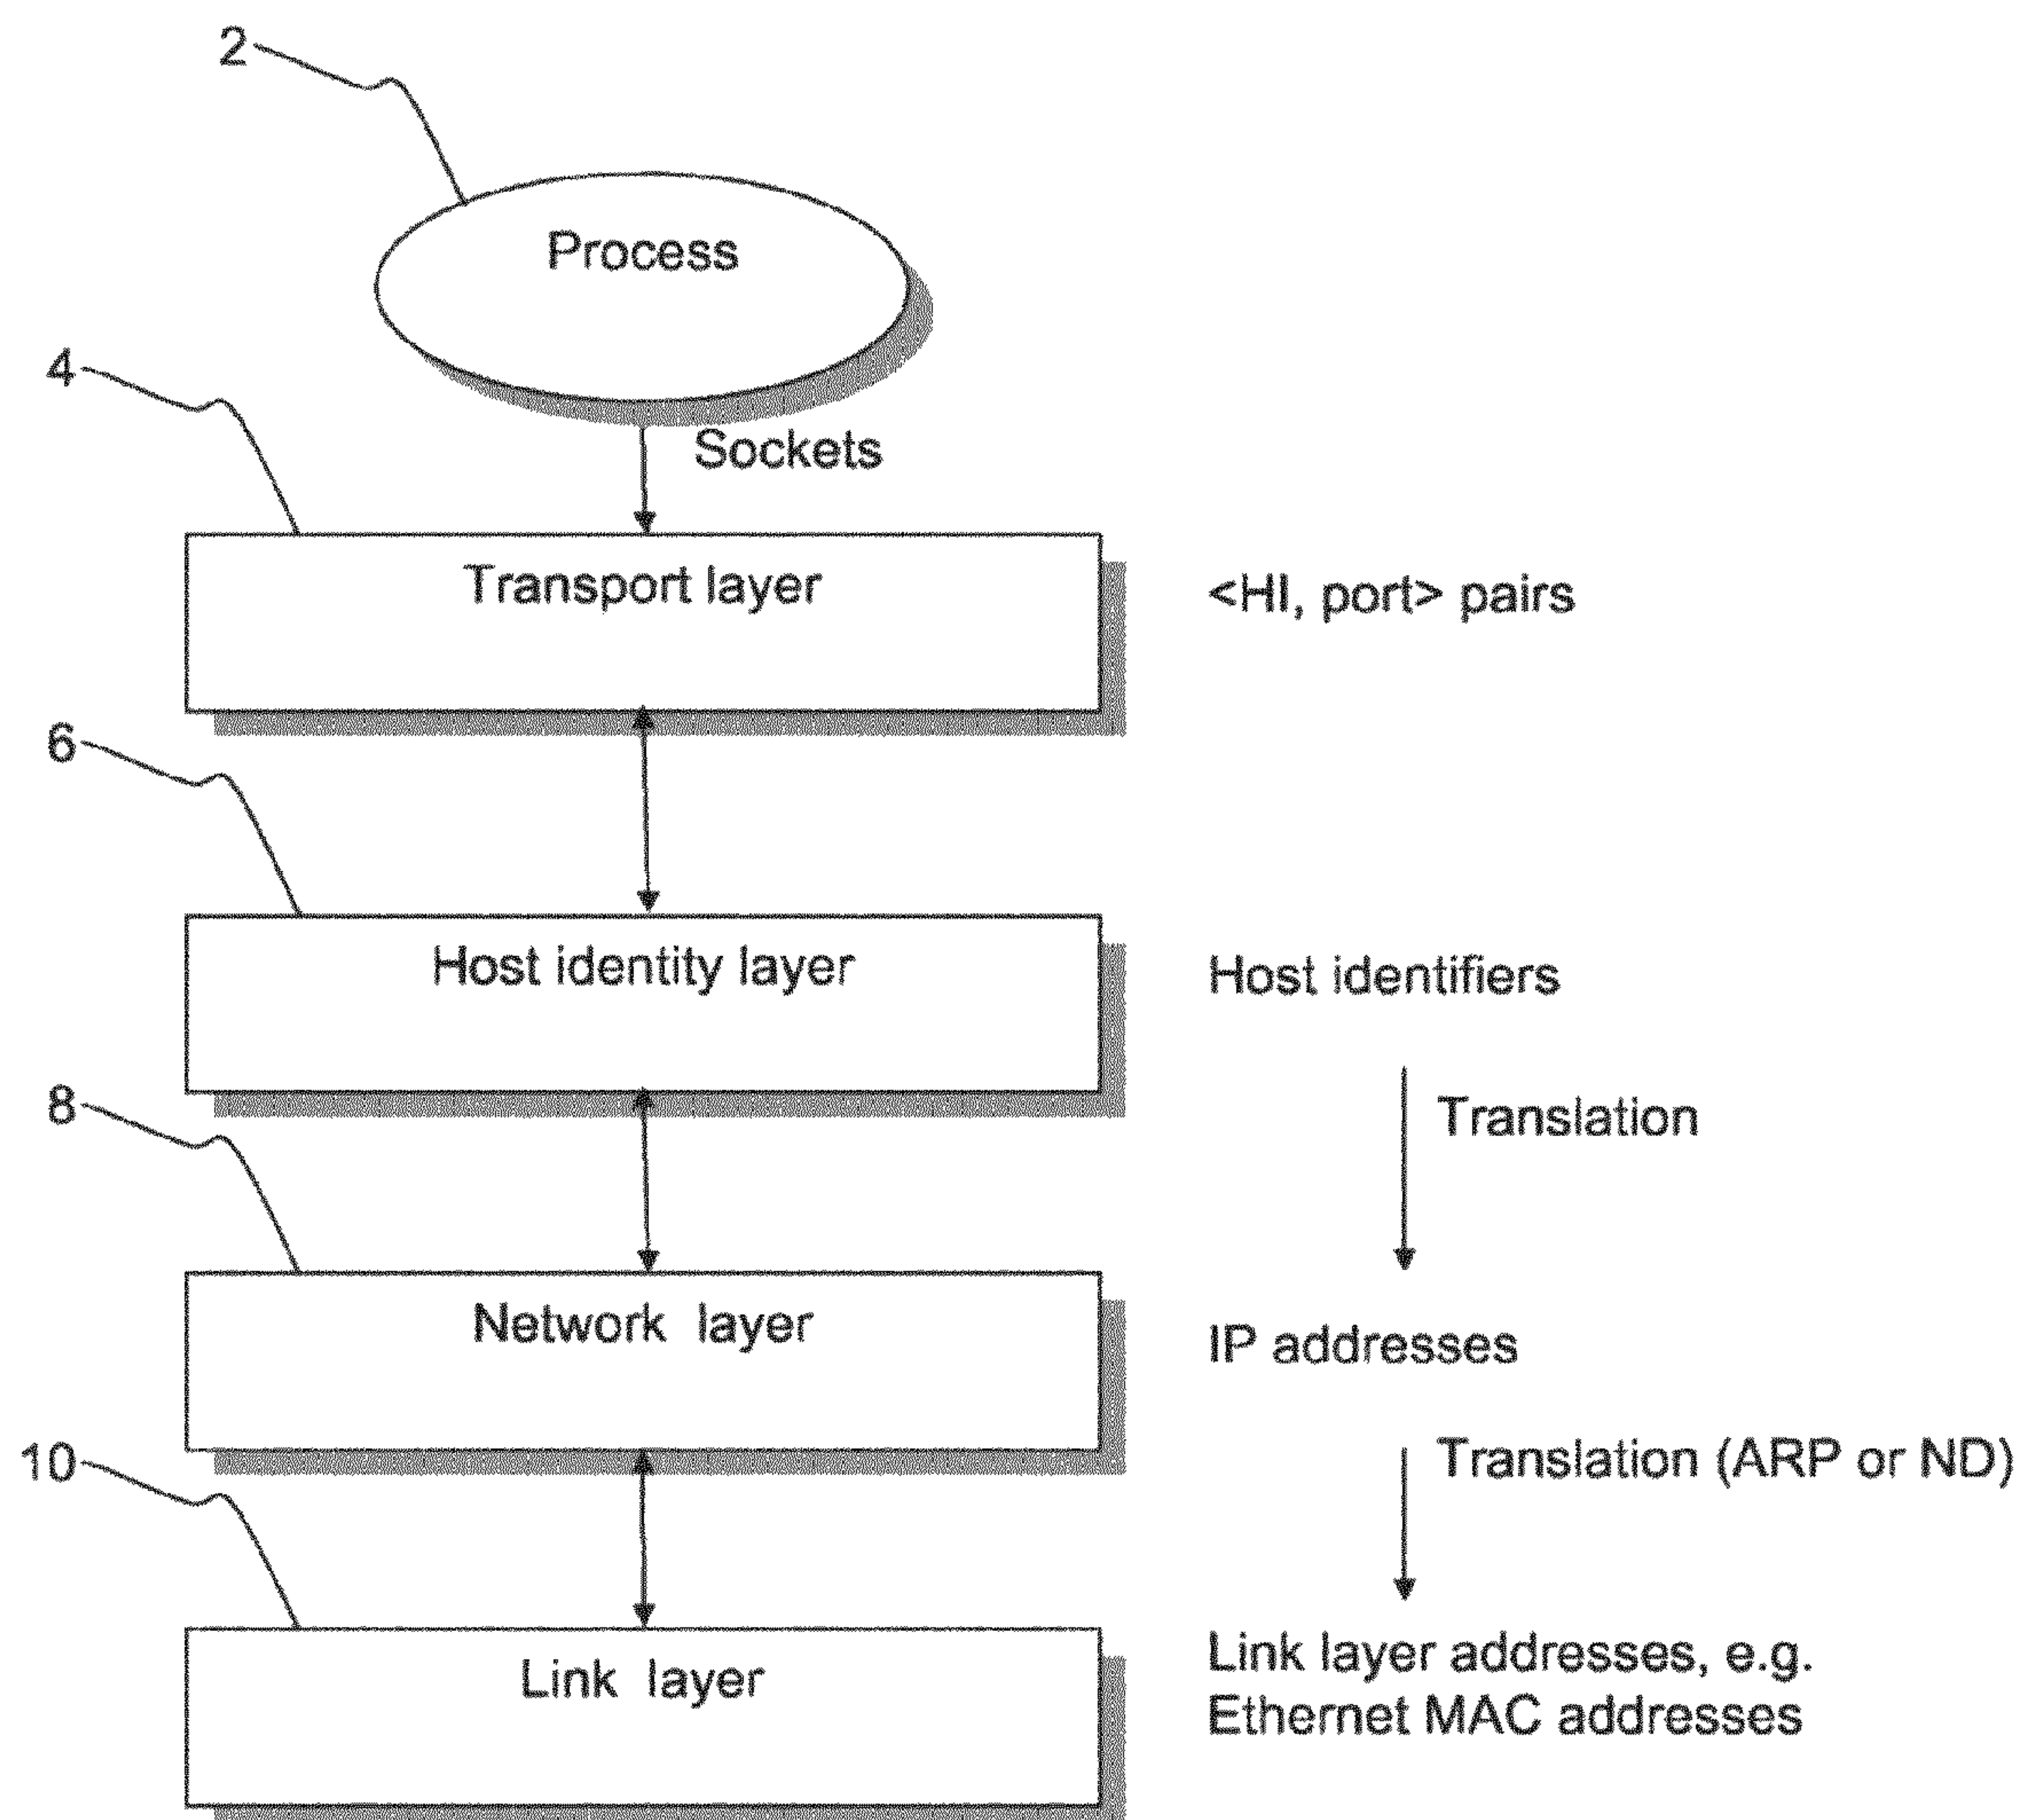 2
Process
4
Sockets
Transport layer
<HI, port> pairs
6
Host identity layer
Host identifiers
8
Translation
Network layer
IP addresses
10
Translation (ARP or ND)
Link layer
Link layer addresses, e.g.
Ethernet MAC addresses